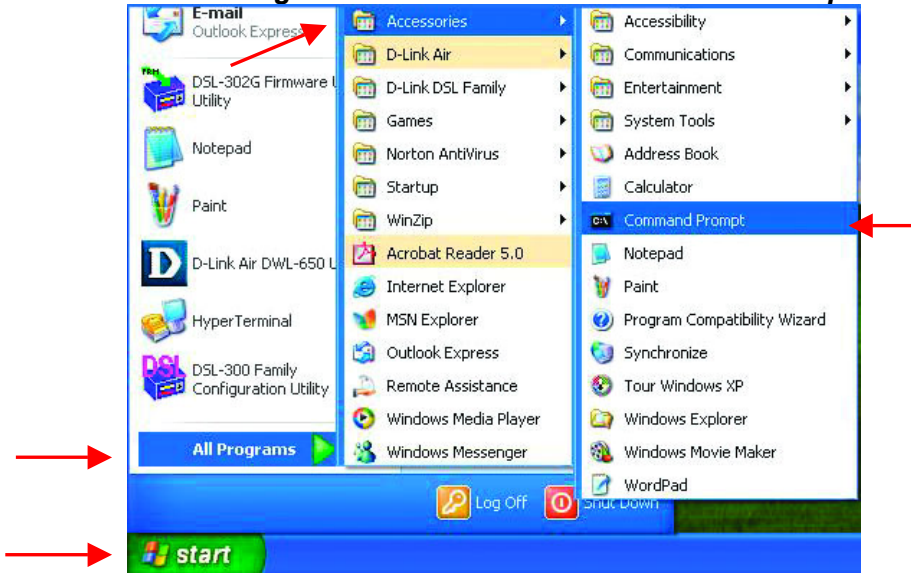 E-mail
Outlook Express
DSL-302G Firmware
Utility
Notepad
Paint
D-Link Air DWL-650 U
HyperTerminal
DSL
DSL-300 Family
Configuration Utility
All Programs
Accessories
D-Link Air
D-Link DSL Family
Games
Norton AntiVirus
Startup
WinZip
Acrobat Reader 5.0
Internet Explorer
MSN Explorer
Outlook Express
Remote Assistance
Windows Media Player
Windows Messenger
Accessibility
Communications
Entertainment
System Tools
Address Book
Calculator
C:\ Command Prompt
Notepad
Paint
Program Compatibility Wizard
Synchronize
Tour Windows XP
Windows Explorer
Windows Movie Maker
WordPad
Log Off
Shut Down
start